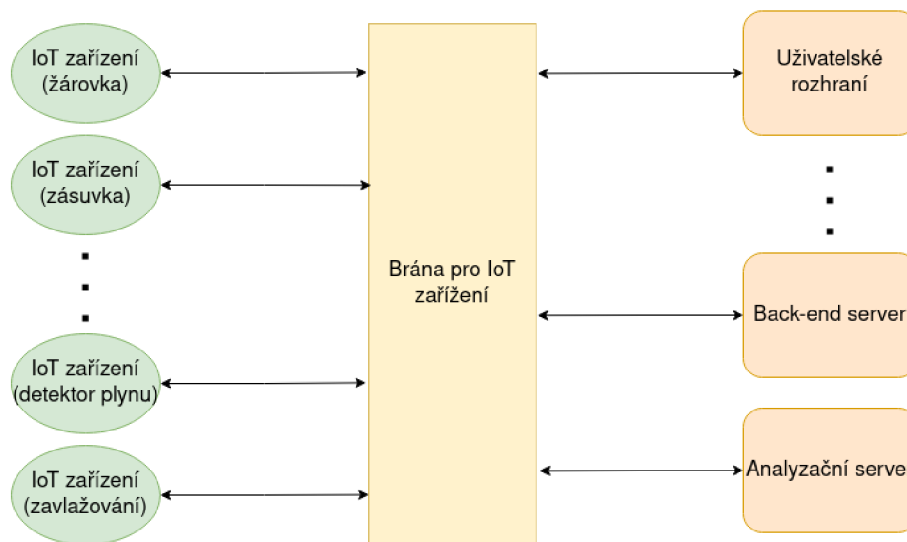 IoT zařízení
(žárovka)
IoT zařízení
(zásuvka)
IoT zařízení
(detektor plynu)
IoT zařízení
(zavlažování)
Brána pro IoT
zařížení
Uživatelské
rozhraní
Back-end server
Analyzační serve